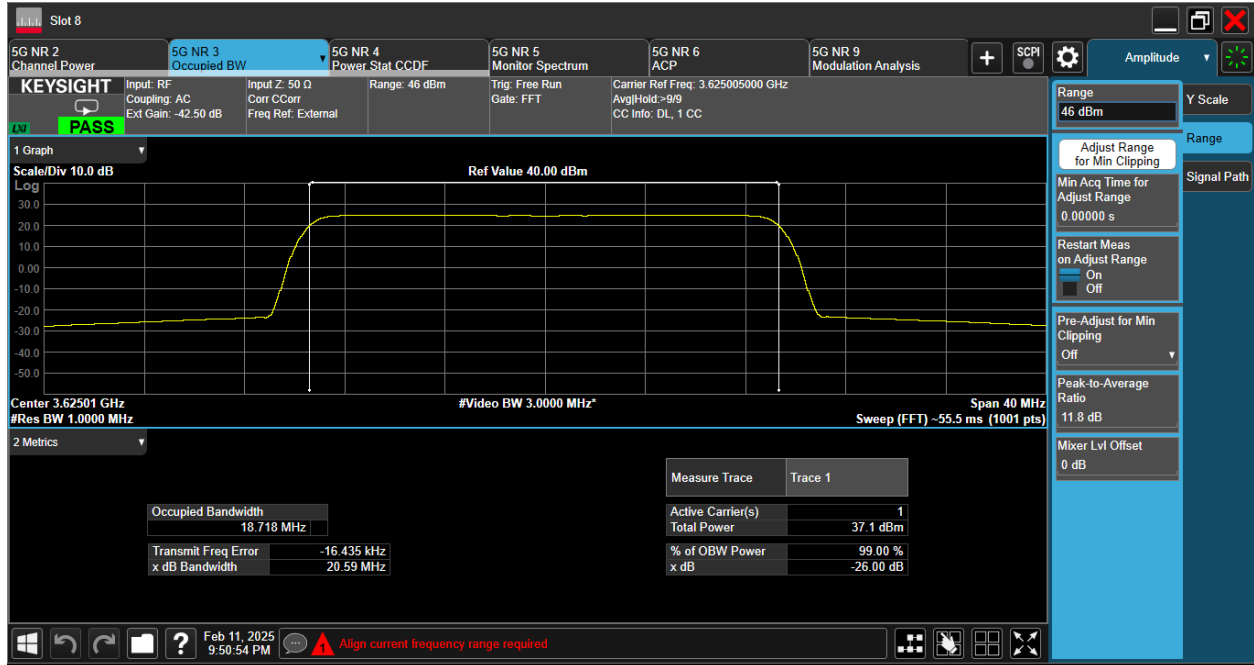 Slot 8
5G NR 2
Channel Power
5G NR 3
Occupied BW
5G NR 4
Power Stat CCDF
5G NR 5
Monitor Spectrum
5G NR 6
ACP
5G NR 9
Modulation Analysis
+
SCPI
Amplitude
KEYSIGHT
LXI
PASS
Input: RF
Coupling: AC
Ext Gain: -42.50 dB
Input Z: 50 Ω
Corr CCorr
Freq Ref: External
Range: 46 dBm
Trig: Free Run
Gate: FFT
Carrier Ref Freq: 3.625005000 GHz
Avg|Hold:>9/9
CC Info: DL, 1 CC
1 Graph
Scale/Div 10.0 dB
Ref Value 40.00 dBm
Log
30.0
20.0
10.0
0.00
-10.0
-20.0
-30.0
-40.0
-50.0
Center 3.62501 GHz
#Video BW 3.0000 MHz*
Span 40 MHz
#Res BW 1.0000 MHz
Sweep (FFT) ~55.5 ms (1001 pts)
2 Metrics
Measure Trace
Trace 1
Occupied Bandwidth
18.718 MHz
Active Carrier(s) 1
Total Power 37.1 dBm
Transmit Freq Error -16.435 kHz
x dB Bandwidth 20.59 MHz
% of OBW Power 99.00 %
x dB -26.00 dB
Range
46 dBm
Adjust Range
for Min Clipping
Min Acq Time for
Adjust Range
0.00000 s
Restart Meas
on Adjust Range
On
Off
Pre-Adjust for Min
Clipping
Off
Peak-to-Average
Ratio
11.8 dB
Mixer Lvl Offset
0 dB
Y Scale
Range
Signal Path
?
Feb 11, 2025
9:50:54 PM
1
Align current frequency range required